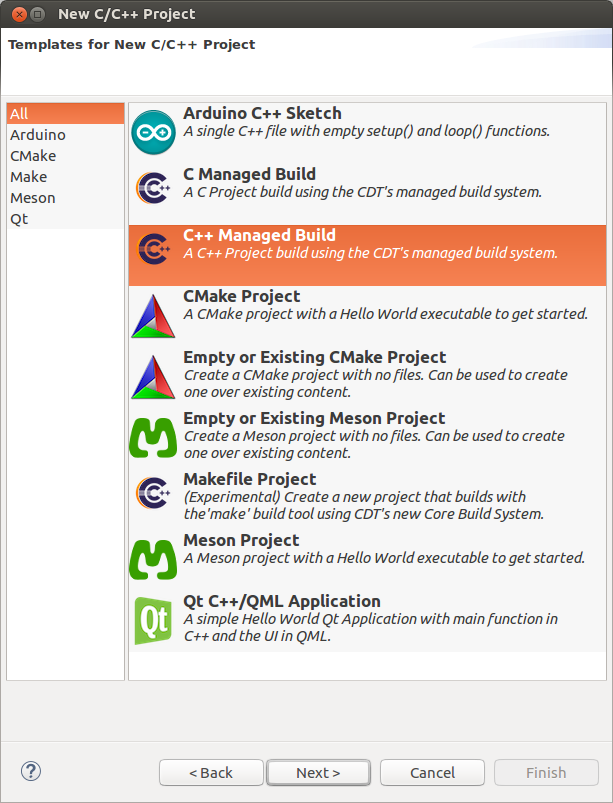 New C/C++ Project
Templates for New C/C++ Project
All
Arduino
CMake
Make
Meson
Qt
Arduino C++ Sketch
A single C++ file with empty setup() and loop() functions.
C Managed Build
A C Project build using the CDT's managed build system.
C++ Managed Build
A C++ Project build using the CDT's managed build system.
CMake Project
A CMake project with a Hello World executable to get started.
Empty or Existing CMake Project
Create a CMake project with no files. Can be used to create
one over existing content.
Empty or Existing Meson Project
Create a Meson project with no files. Can be used to create
one over existing content.
Makefile Project
(Experimental) Create a new project that builds with
the'make' build tool using CDT's new Core Build System.
Meson Project
A Meson project with a Hello World executable to get started.
Qt
Qt C++/QML Application
A simple Hello World Qt Application with main function in
C++ and the UI in QML.
?
< Back
Next >
Cancel
Finish